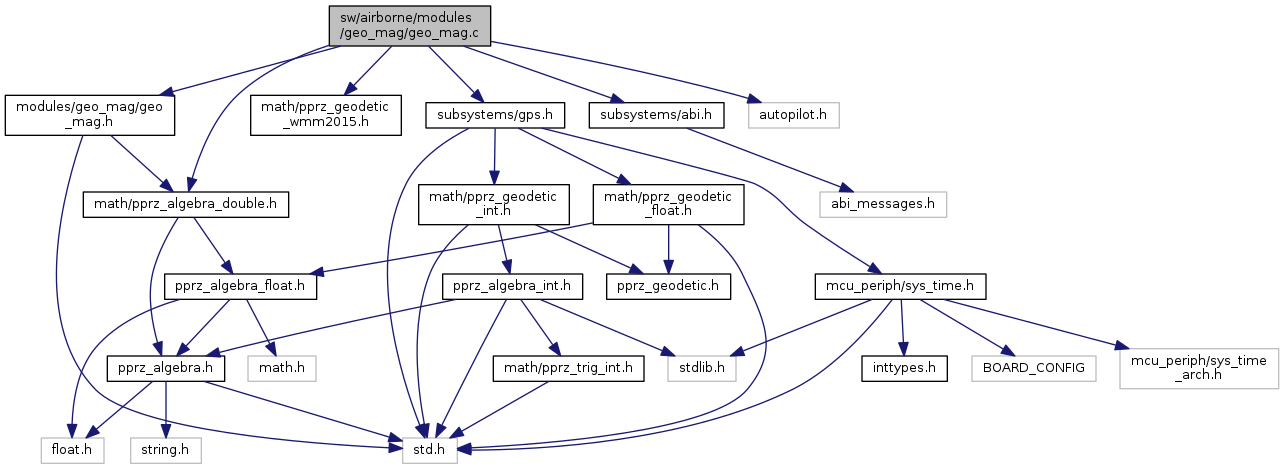 sw/airborne/modules
/geo_mag/geo_mag.c
modules/geo_mag/geo
_mag.h
math/pprz_geodetic
_wmm2015.h
subsystems/gps.h
subsystems/abi.h
autopilot.h
math/pprz_algebra_double.h
math/pprz_geodetic
_int.h
math/pprz_geodetic
_float.h
abi_messages.h
pprz_algebra_float.h
pprz_algebra_int.h
pprz_geodetic.h
mcu_periph/sys_time.h
pprz_algebra.h
math.h
math/pprz_trig_int.h
stdlib.h
inttypes.h
BOARD_CONFIG
mcu_periph/sys_time
_arch.h
float.h
string.h
std.h